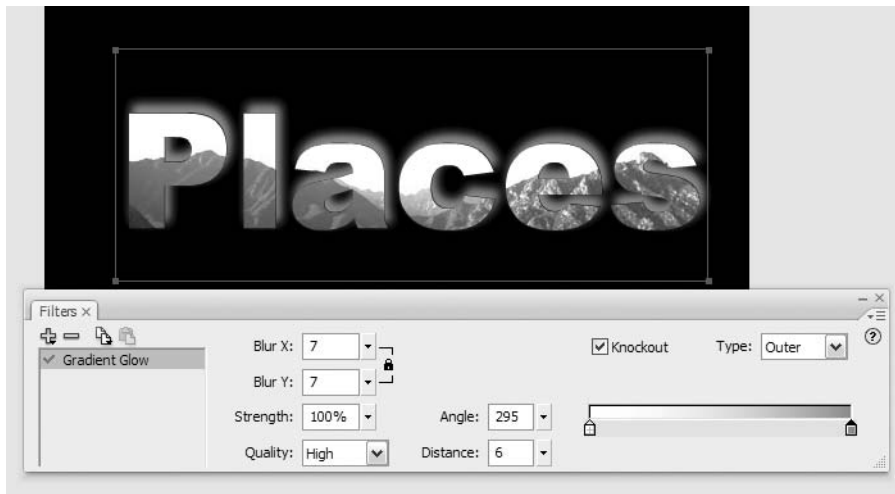 Places
Filters ×
Gradient Glow
Blur X: 7
Blur Y: 7
Strength: 100%
Quality: High
Angle: 295
Distance: 6
Knockout
Type: Outer
?